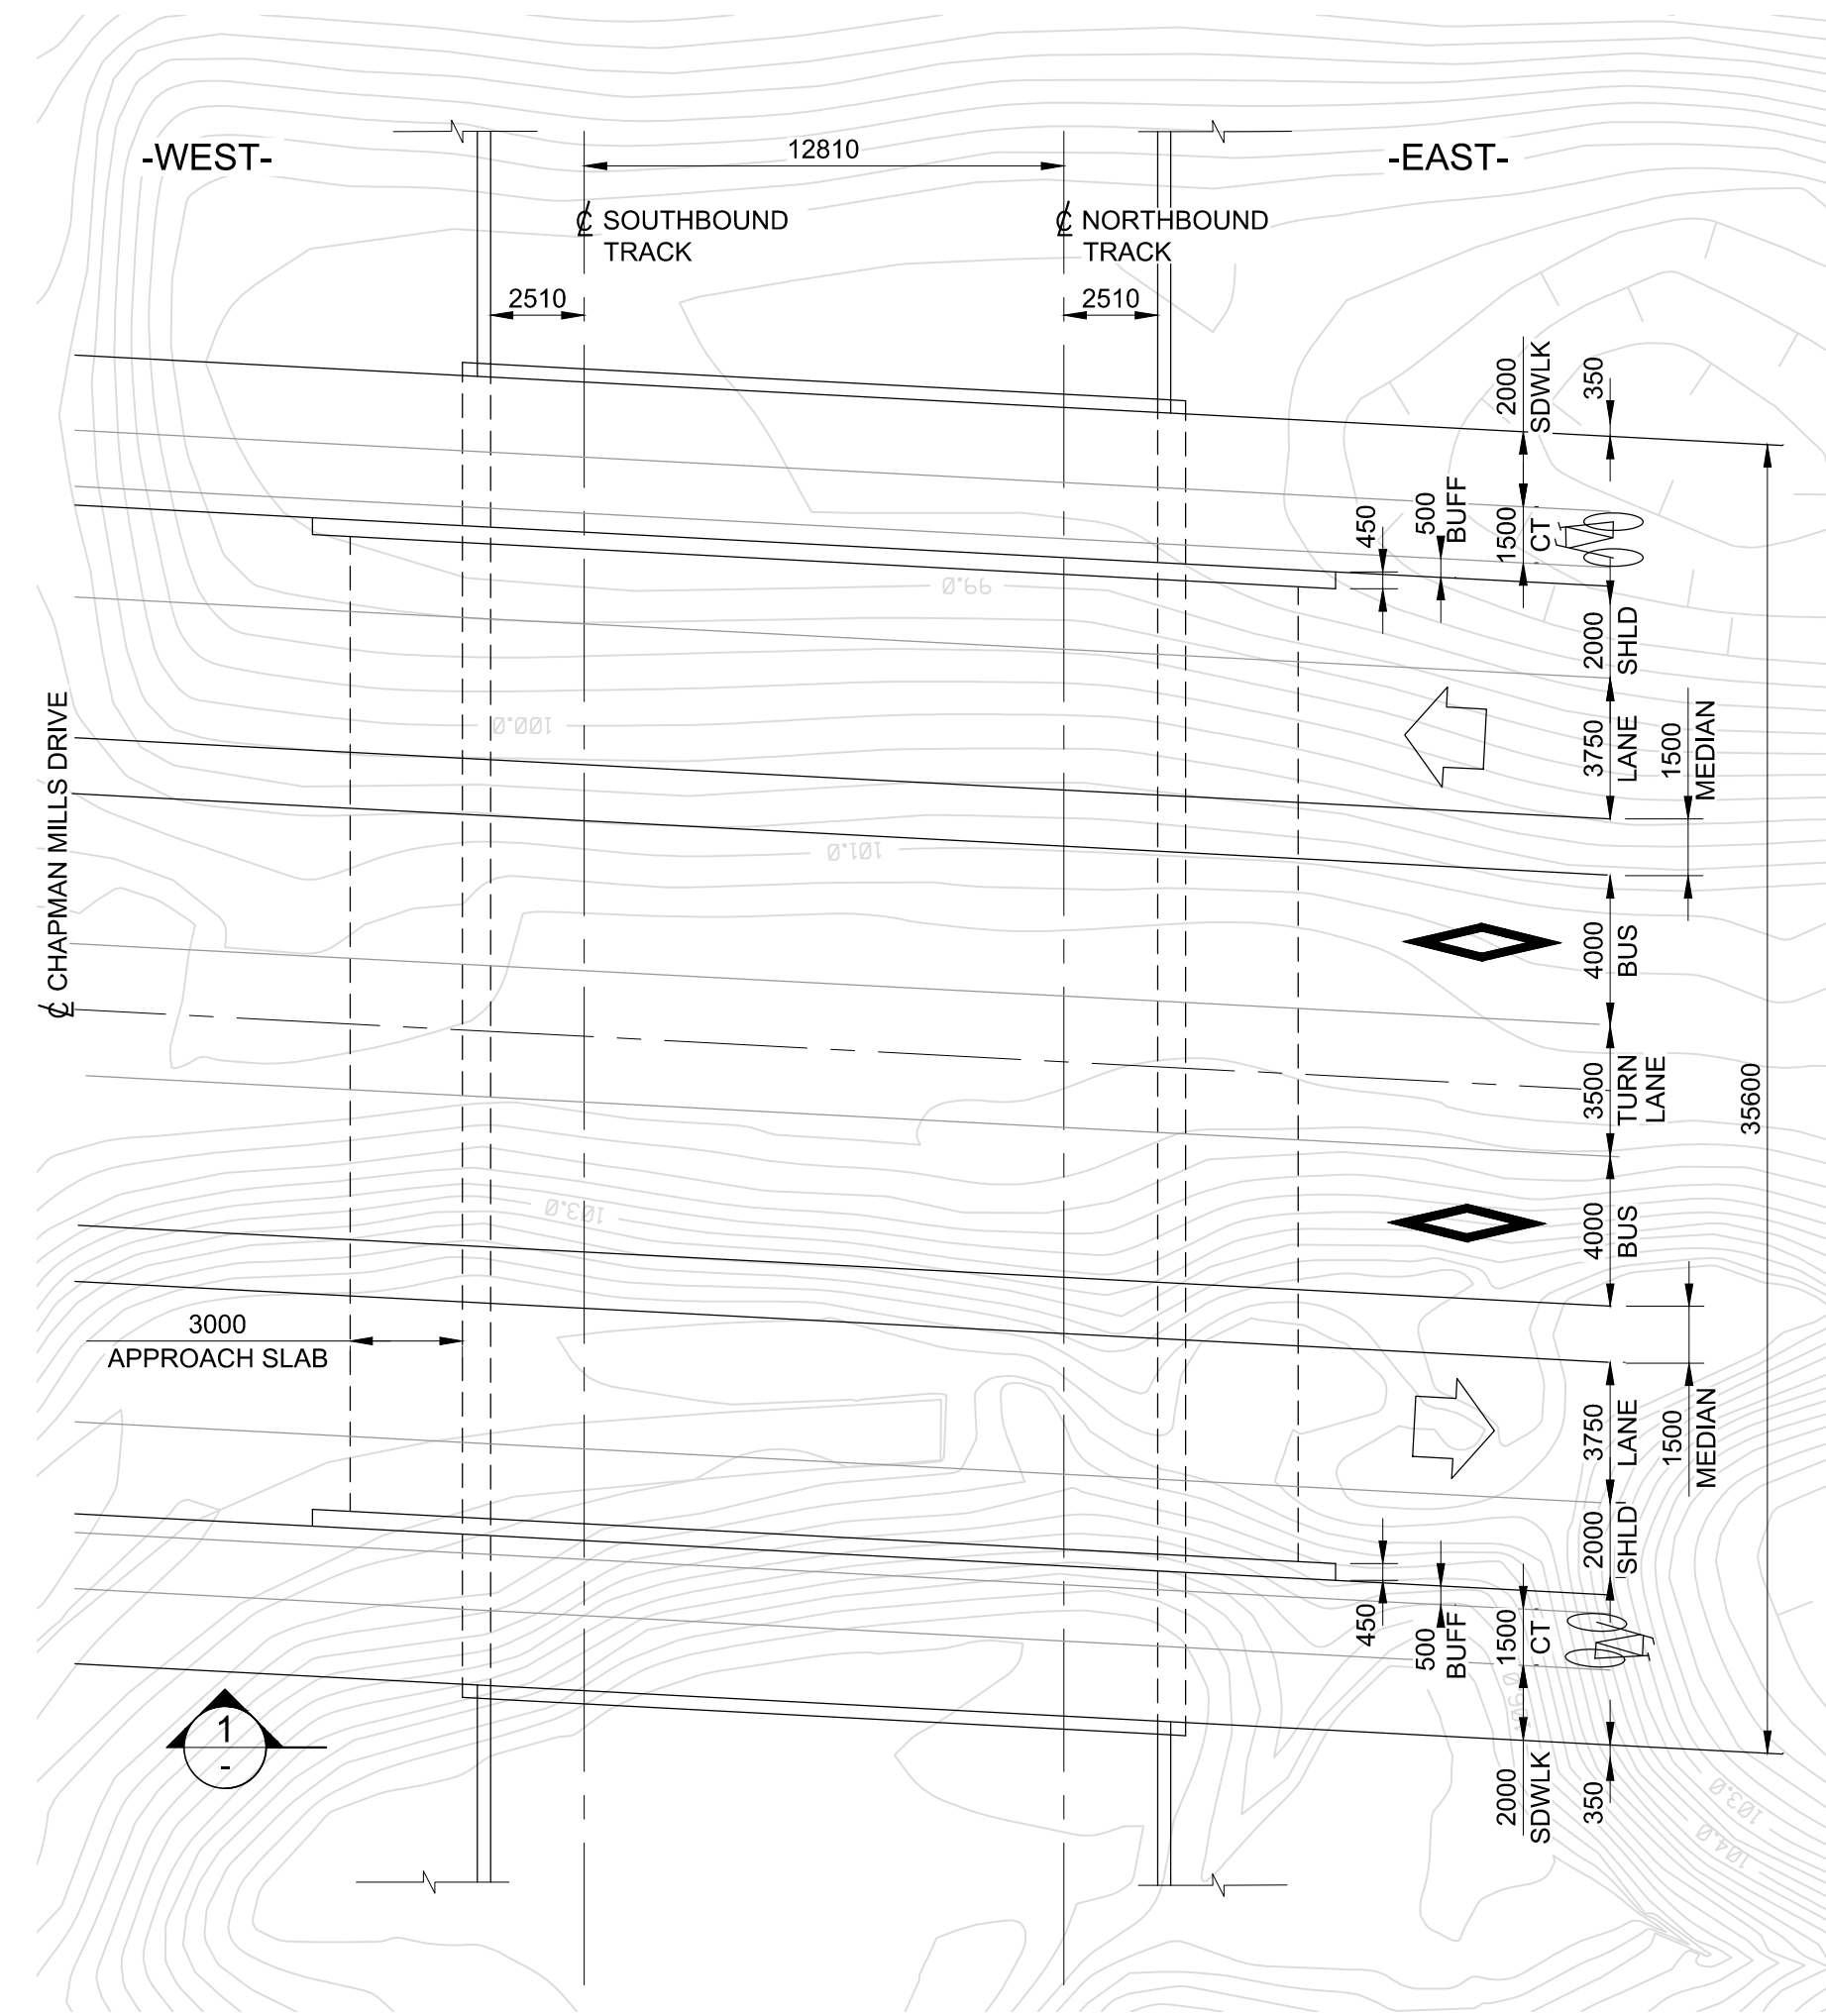 -WEST-
12810
-EAST-
℄ SOUTHBOUND
TRACK
℄ NORTHBOUND
TRACK
2510
2510
2000
SDWLK
350
450
500
BUFF
1500
CT
99.0
2000
SHLD
100.0
3750
LANE
1500
MEDIAN
101.0
℄ CHAPMAN MILLS DRIVE
4000
BUS
3500
TURN
LANE
35600
103.0
4000
BUS
3000
APPROACH SLAB
3750
LANE
1500
MEDIAN
2000
SHLD
450
500
BUFF
1500
CT
2000
SDWLK
350
1
-
103.0
104.0